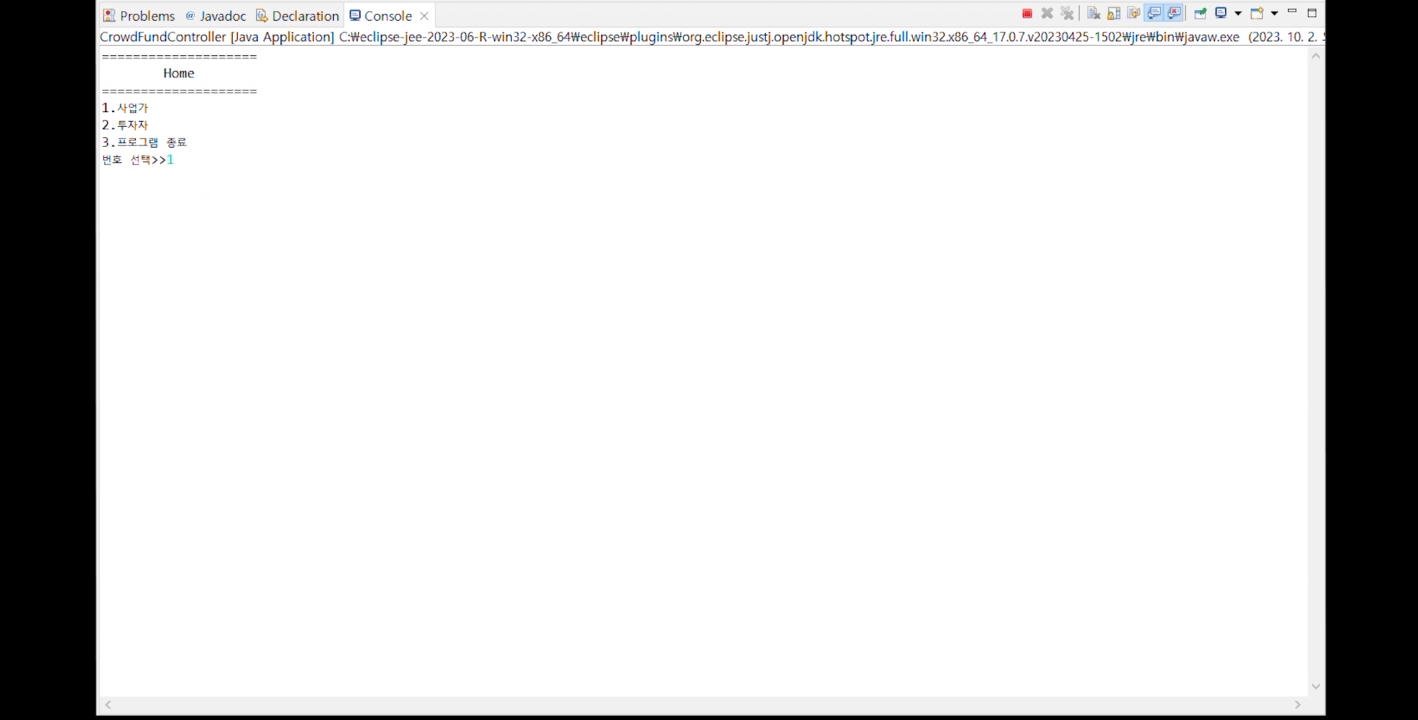 Problems @ Javadoc Declaration Console
CrowdFundController [Java Application] C:₩eclipse-jee-2023-06-R-win32-x86_64₩eclipse₩plugins₩org.eclipse.justj.openjdk.hotspot.jre.full.win32.x86_64_17.0.7.v20230425-1502₩jre₩bin₩javaw.exe (2023. 10. 2.
====================
Home
====================
1.사업가
2.투자자
3.프로그램 종료
번호 선택>>1